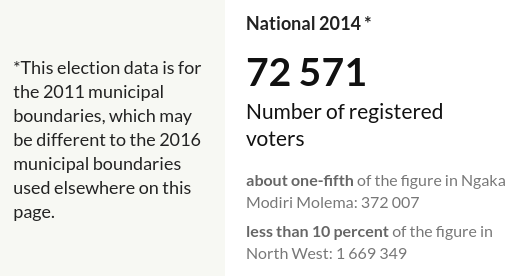 *This election data is for
the 2011 municipal
boundaries, which may
be different to the 2016
municipal boundaries
used elsewhere on this
page.
National 2014 *
72 571
Number of registered
voters
about one-fifth of the figure in Ngaka
Modiri Molema: 372 007
less than 10 percent of the figure in
North West: 1 669 349